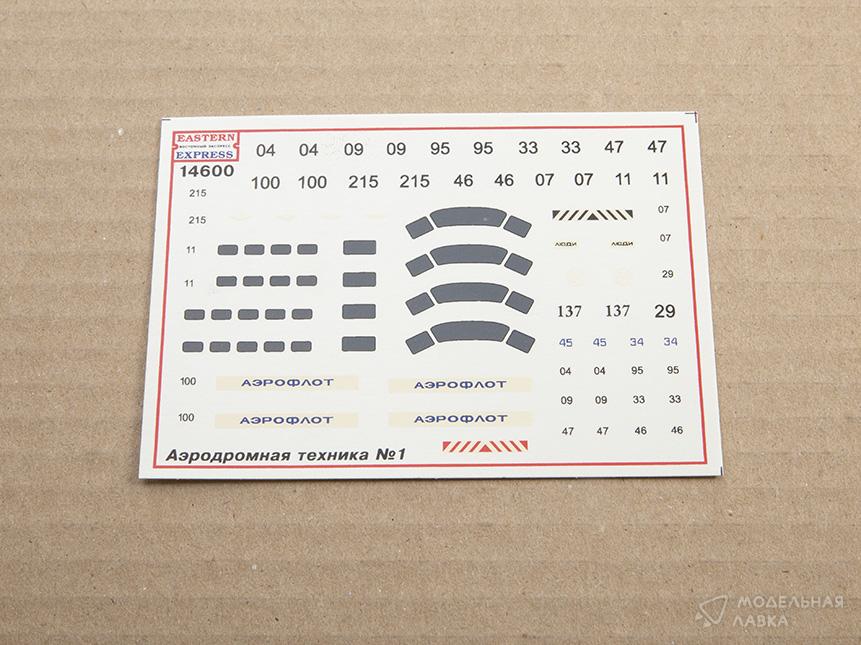 EASTERN
ВОСТОЧНЫЙ ЭКСПРЕСС
EXPRESS
04 04 09 09 95 95 33 33 47 47
14600
100 100 215 215 46 46 07 07 11 11
215
07
215
07
люди люди
11
29
11
137 137 29
45 45 34 34
04 04 95 95
100 АЭРОФЛОТ АЭРОФЛОТ
09 09 33 33
100 АЭРОФЛОТ АЭРОФЛОТ
47 47 46 46
Аэродромная техника №1
МОДЕЛЬНАЯ
ЛАВКА